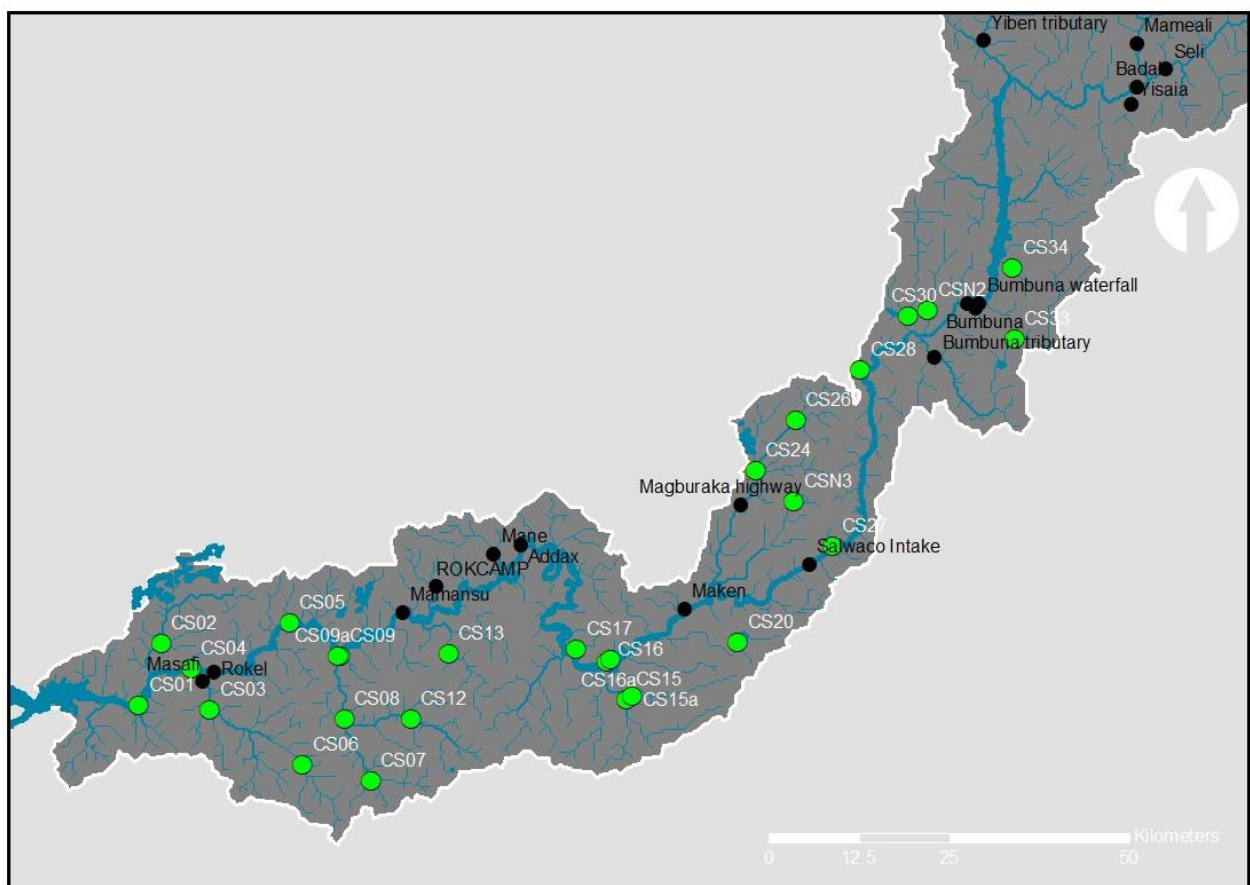 Yiben tributary
Mameali
Seli
Badala
Yisaia
CS34
Bumbuna waterfall
CSN2
CS30
Bumbuna
CS33
Bumbuna tributary
CS28
CS26
CS24
Magburaka highway
CSN3
CS27
Salwaco Intake
Mane
Addax
ROKCAMP
Mamansu
Maken
CS05
CS02
CS09a
CS09
CS13
CS17
CS16
CS20
CS04
Masafi
Rokel
CS01
CS03
CS16a
CS15
CS15a
CS08
CS12
CS06
CS07
Kilometers
0 12.5 25 50